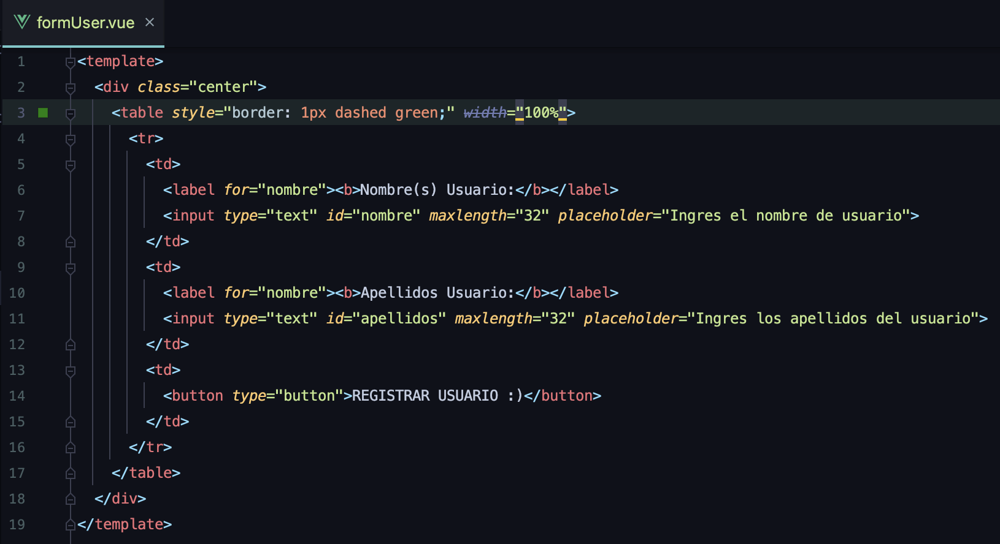 formUser.vue ×
1 <template>
2 <div class="center">
3 <table style="border: 1px dashed green;" width="100%">
4 <tr>
5 <td>
6 <label for="nombre"><b>Nombre(s) Usuario:</b></label>
7 <input type="text" id="nombre" maxlength="32" placeholder="Ingres el nombre de usuario">
8 </td>
9 <td>
10 <label for="nombre"><b>Apellidos Usuario:</b></label>
11 <input type="text" id="apellidos" maxlength="32" placeholder="Ingres los apellidos del usuario">
12 </td>
13 <td>
14 <button type="button">REGISTRAR USUARIO :)</button>
15 </td>
16 </tr>
17 </table>
18 </div>
19 </template>